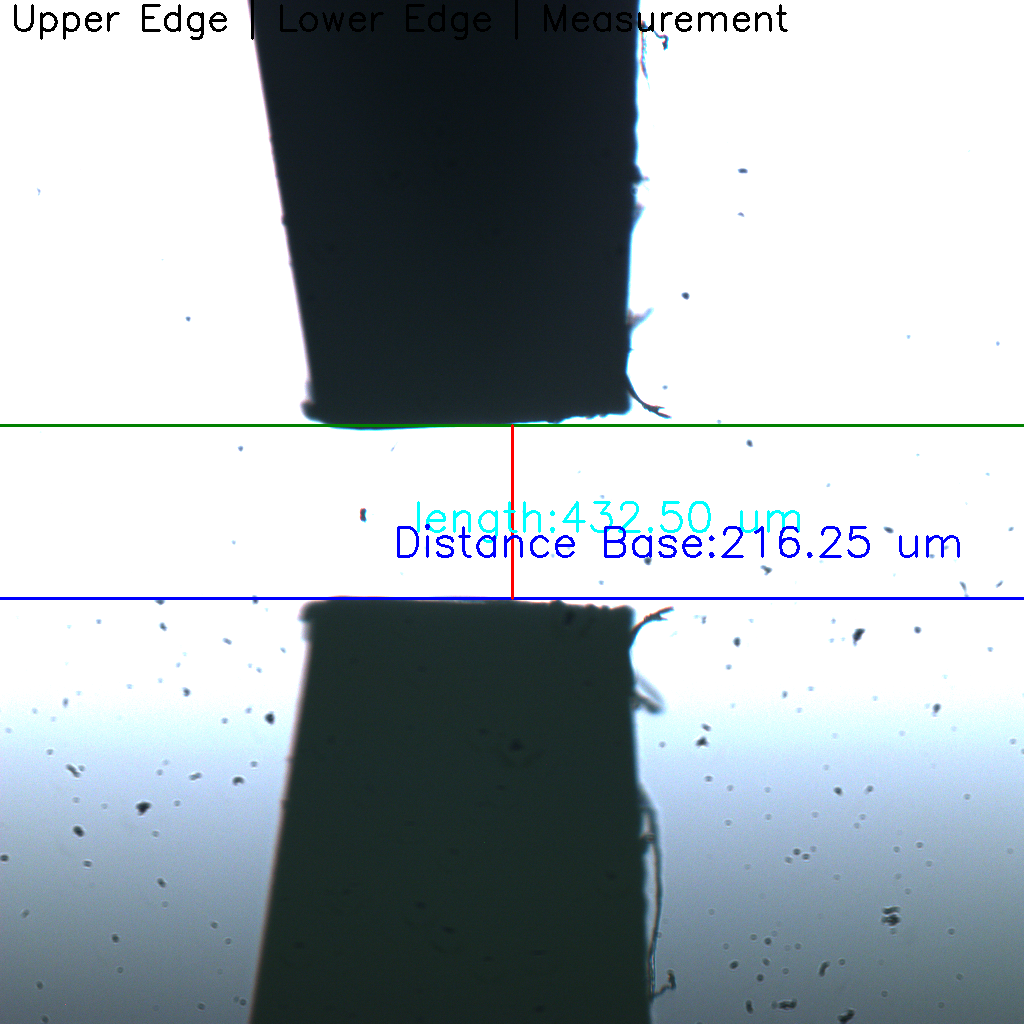 Upper Edge | Lower Edge | Measurement
length:432.50 um
Distance Base:216.25 um